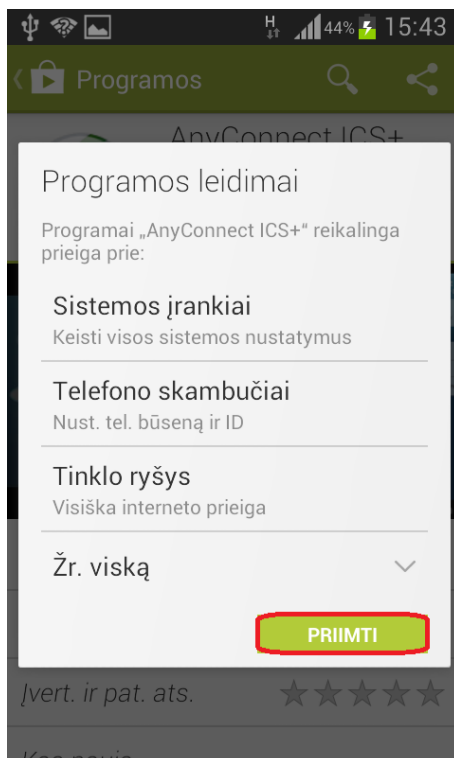 H 44% 15:43
Programos
AnyConnect ICS+
Programos leidimai
Programai „AnyConnect ICS+“ reikalinga
prieiga prie:
Sistemos įrankiai
Keisti visos sistemos nustatymus
Telefono skambučiai
Nust. tel. būseną ir ID
Tinklo ryšys
Visiška interneto prieiga
Žr. viską
PRIIMTI
Įvert. ir pat. ats.
Kas nauja